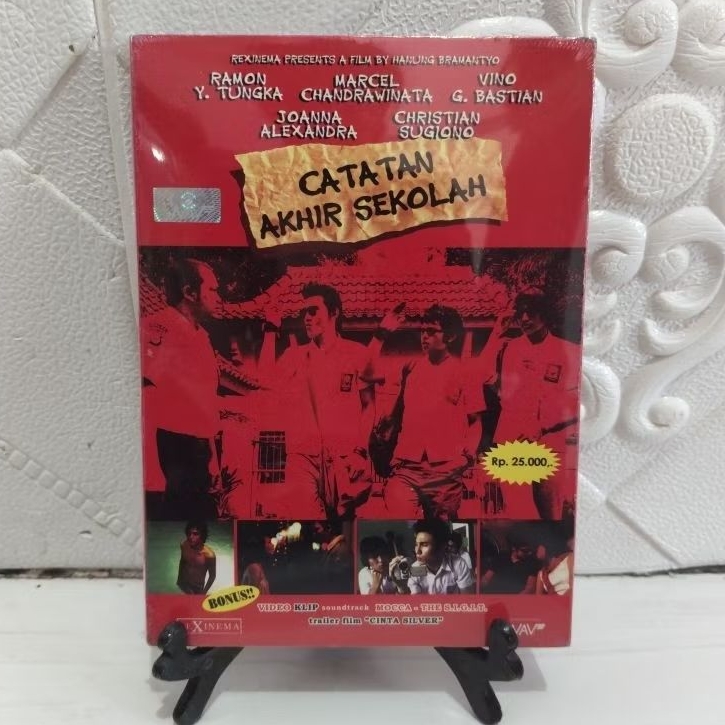 REXINEMA PRESENTS A FILM BY HANUNG BRAMANTYO
RAMON Y. TUNGKA
MARCEL CHANDRAWINATA
VINO G. BASTIAN
JOANNA ALEXANDRA
CHRISTIAN SUGIONO
CATATAN
AKHIR SEKOLAH
Rp. 25.000,-
BONUS!!
VIDEO KLIP soundtrack MOCCA - THE S.I.G.I.T.
trailer film "CINTA SILVER"
REXINEMA